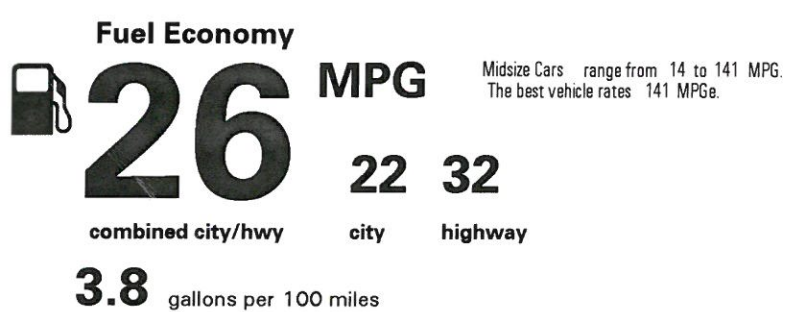 Fuel Economy
26 MPG
Midsize Cars range from 14 to 141 MPG.
The best vehicle rates 141 MPGe.
22 32
combined city/hwy city highway
3.8 gallons per 100 miles